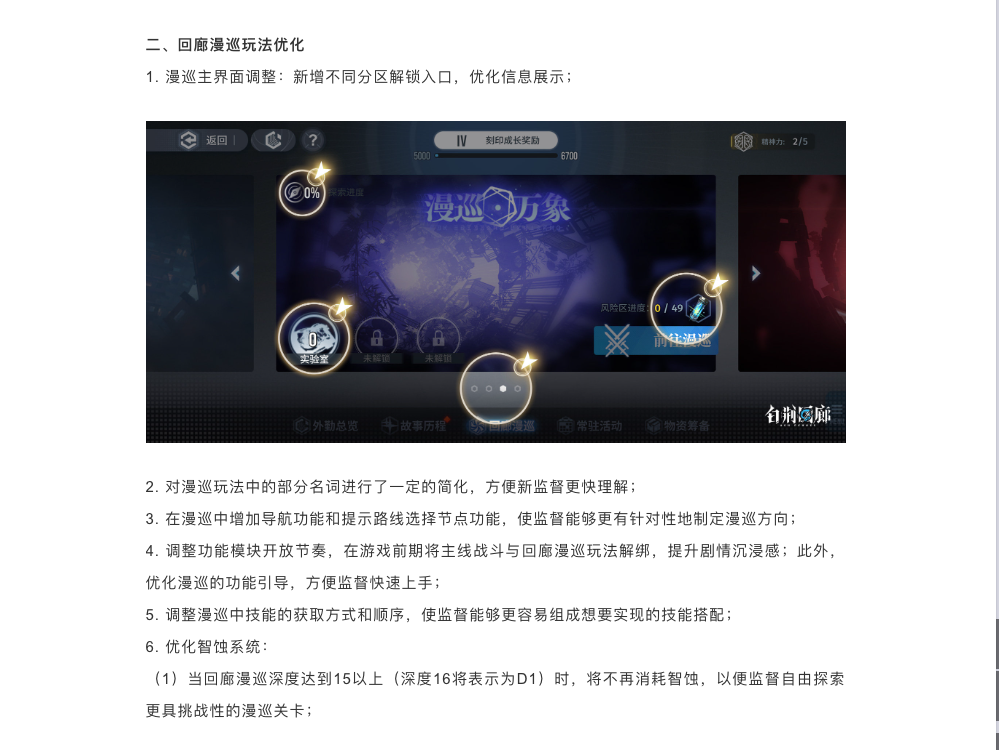 二、回廊漫巡玩法优化
1. 漫巡主界面调整：新增不同分区解锁入口，优化信息展示；
返回
?
IV 刻印成长奖励
5000 6700
精神力: 2/5
0% 探索进度
漫巡万象
风险区进度: 0 / 49
前往漫巡
0
实验室 未解锁 未解锁
外勤总览 故事历程 回廊漫巡 常驻活动 物资筹备
白荆回廊
2. 对漫巡玩法中的部分名词进行了一定的简化，方便新监督更快理解；
3. 在漫巡中增加导航功能和提示路线选择节点功能，使监督能够更有针对性地制定漫巡方向；
4. 调整功能模块开放节奏，在游戏前期将主线战斗与回廊漫巡玩法解绑，提升剧情沉浸感；此外，
优化漫巡的功能引导，方便监督快速上手；
5. 调整漫巡中技能的获取方式和顺序，使监督能够更容易组成想要实现的技能搭配；
6. 优化智蚀系统：
（1）当回廊漫巡深度达到15以上（深度16将表示为D1）时，将不再消耗智蚀，以便监督自由探索
更具挑战性的漫巡关卡；